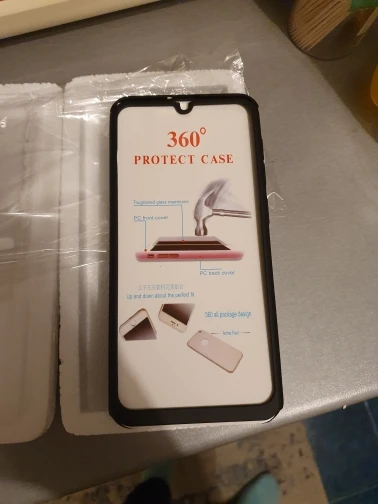 360°
PROTECT CASE
Toughened glass membrane
PC front cover
PC back cover
Up and down about the perfect fit
360 all package design